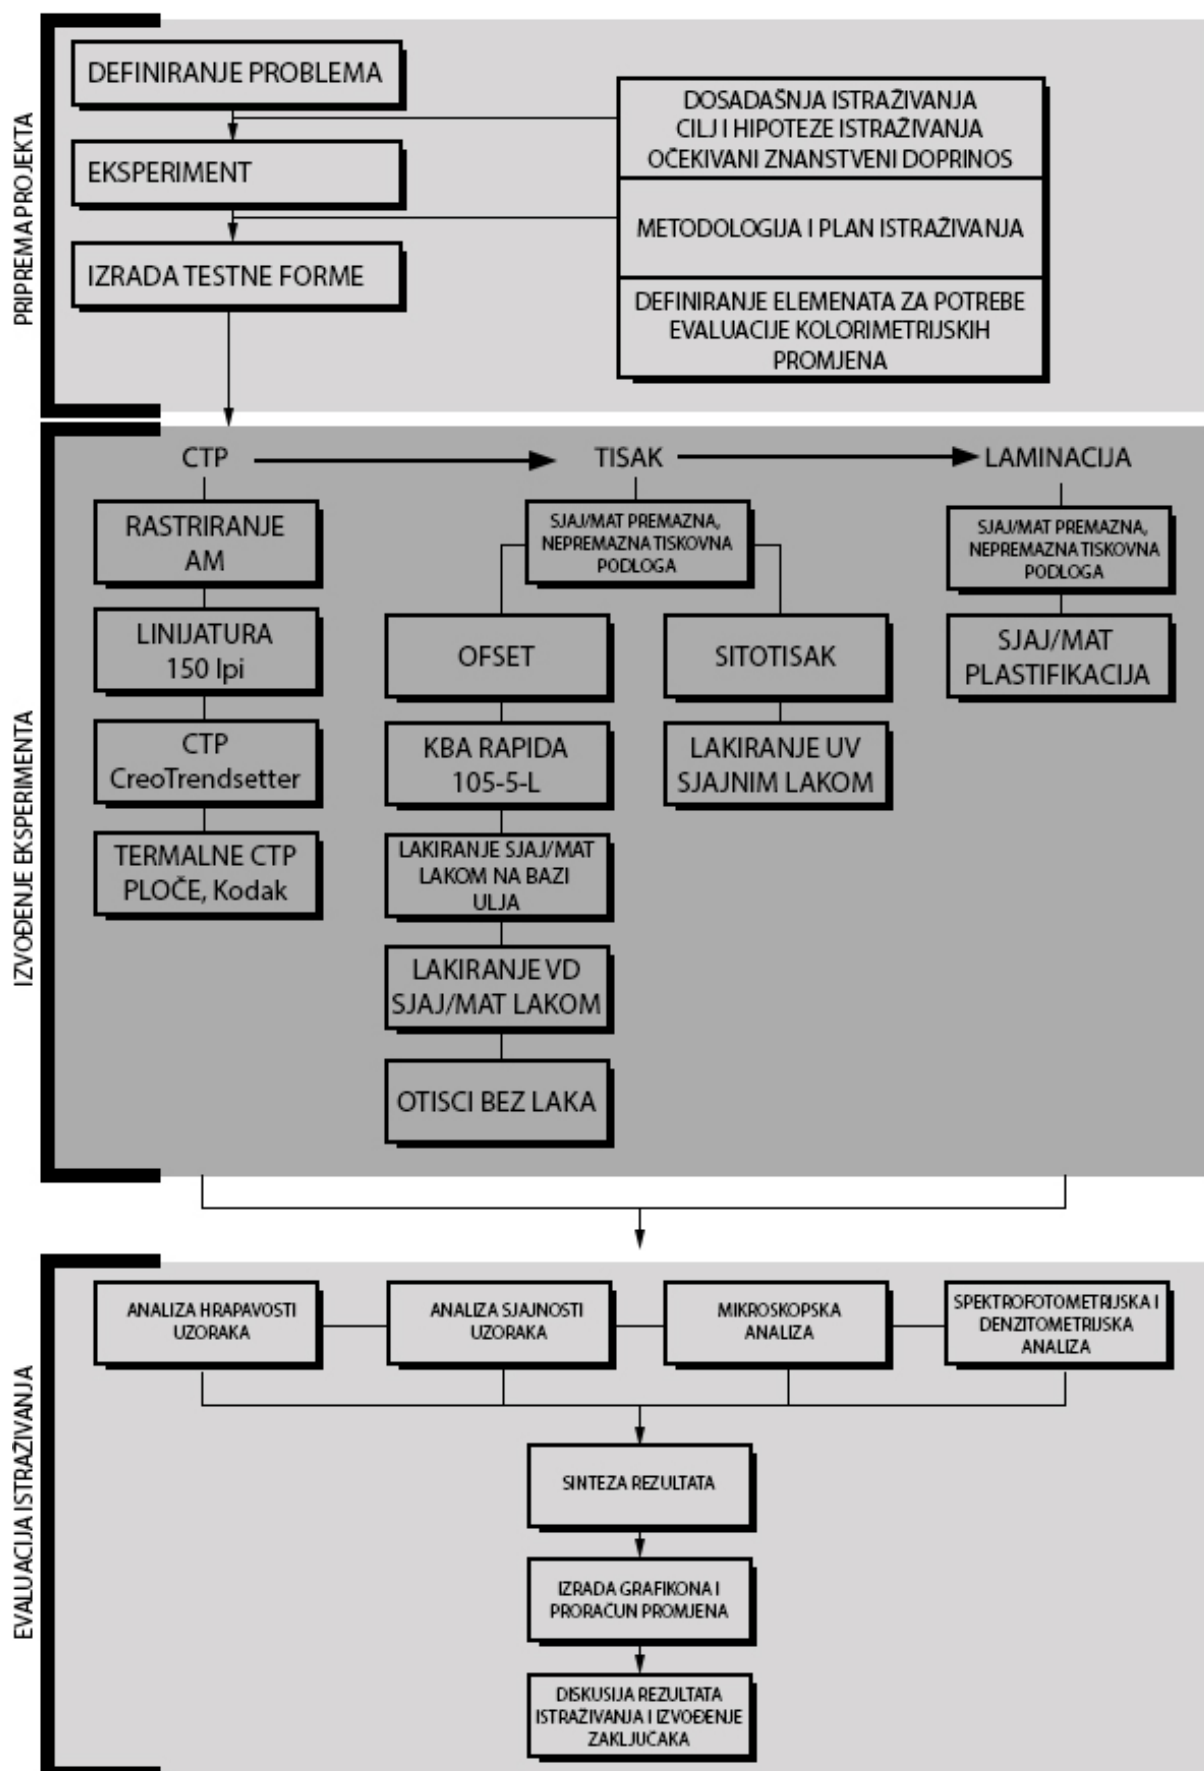 PRIPREMA PROJEKTA
DEFINIRANJE PROBLEMA
EKSPERIMENT
IZRADA TESTNE FORME
DOSADAŠNJA ISTRAŽIVANJA
CILJ I HIPOTEZE ISTRAŽIVANJA
OČEKIVANI ZNANSTVENI DOPRINOS
METODOLOGIJA I PLAN ISTRAŽIVANJA
DEFINIRANJE ELEMENATA ZA POTREBE
EVALUACIJE KOLORIMETRIJSKIH
PROMJENA
IZVOĐENJE EKSPERIMENTA
CTP
RASTRIRANJE
AM
LINIJATURA
150 lpi
CTP
CreoTrendsetter
TERMALNE CTP
PLOČE, Kodak
TISAK
SJAJ/MAT PREMAZNA,
NEPREMAZNA TISKOVNA
PODLOGA
OFSET
KBA RAPIDA
105-5-L
LAKIRANJE SJAJ/MAT
LAKOM NA BAZI
ULJA
LAKIRANJE VD
SJAJ/MAT LAKOM
OTISCI BEZ LAKA
SITOTISAK
LAKIRANJE UV
SJAJNIM LAKOM
LAMINACIJA
SJAJ/MAT PREMAZNA,
NEPREMAZNA TISKOVNA
PODLOGA
SJAJ/MAT
PLASTIFIKACIJA
EVALUACIJA ISTRAŽIVANJA
ANALIZA HRAPAVOSTI
UZORAKA
ANALIZA SJAJNOSTI
UZORAKA
MIKROSKOPSKA
ANALIZA
SPEKTROFOTOMETRIJSKA I
DENZITOMETRIJSKA
ANALIZA
SINTEZA REZULTATA
IZRADA GRAFIKONA I
PRORAČUN PROMJENA
DISKUSIJA REZULTATA
ISTRAŽIVANJA I IZVOĐENJE
ZAKLJUČAKA